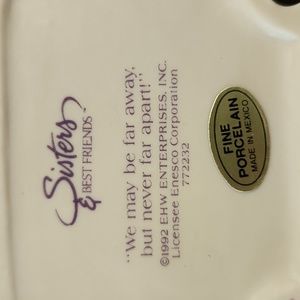 Sisters
& BEST FRIENDS™
"We may be far away,
but never far apart!"
©1992 EHW ENTERPRISES, INC.
Licensee Enesco Corporation
772232
FINE
PORCELAIN
MADE IN MEXICO